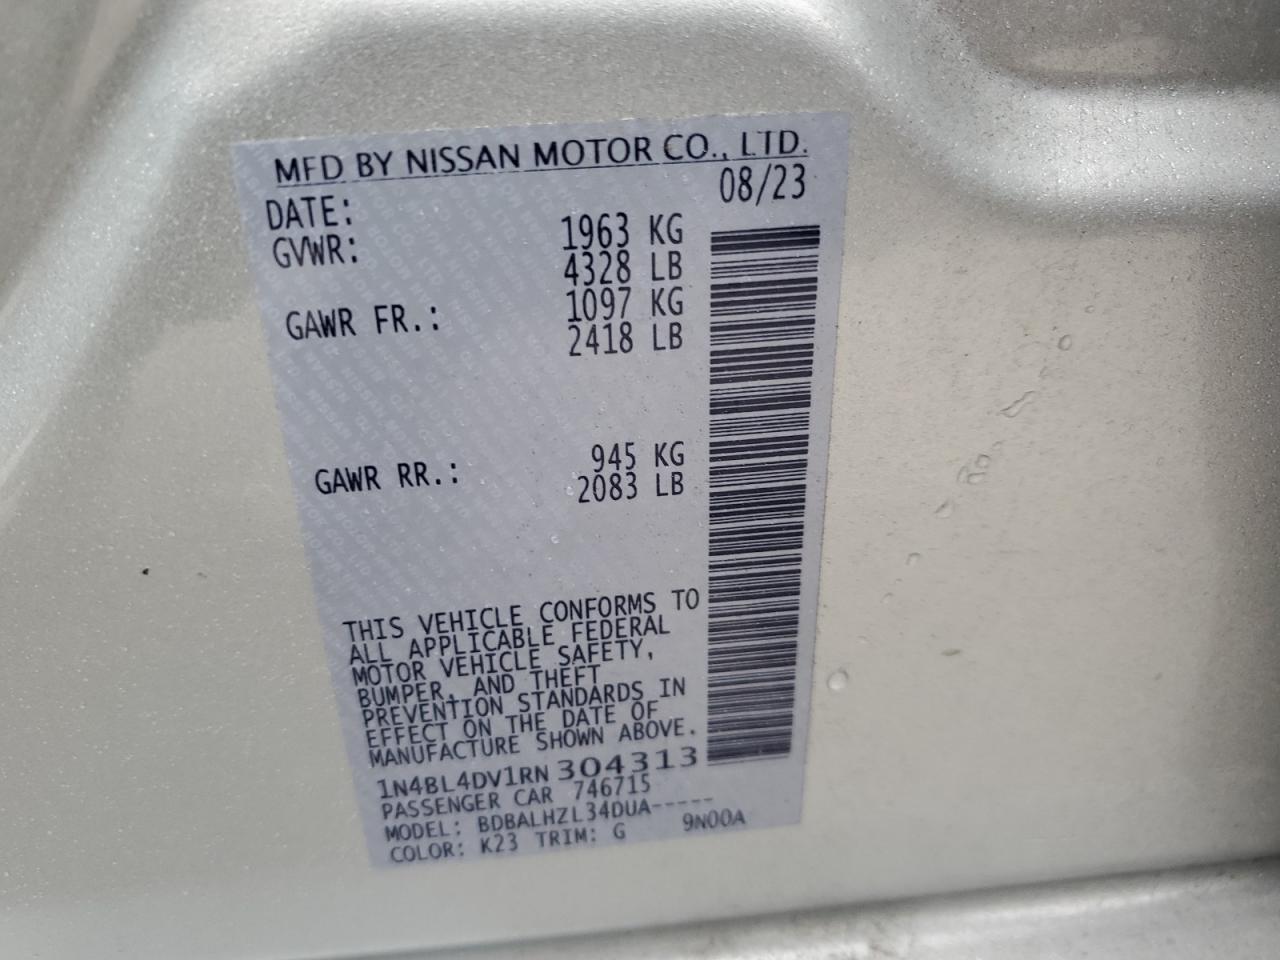 MFD BY NISSAN MOTOR CO., LTD.
DATE: 08/23
GVWR: 1963 KG
4328 LB
GAWR FR.: 1097 KG
2418 LB
GAWR RR.: 945 KG
2083 LB
THIS VEHICLE CONFORMS TO
ALL APPLICABLE FEDERAL
MOTOR VEHICLE SAFETY,
BUMPER, AND THEFT
PREVENTION STANDARDS IN
EFFECT ON THE DATE OF
MANUFACTURE SHOWN ABOVE.
1N4BL4DV1RN304313
PASSENGER CAR 746715
MODEL: BDBALHZL34DUA-----
COLOR: K23 TRIM: G 9N00A